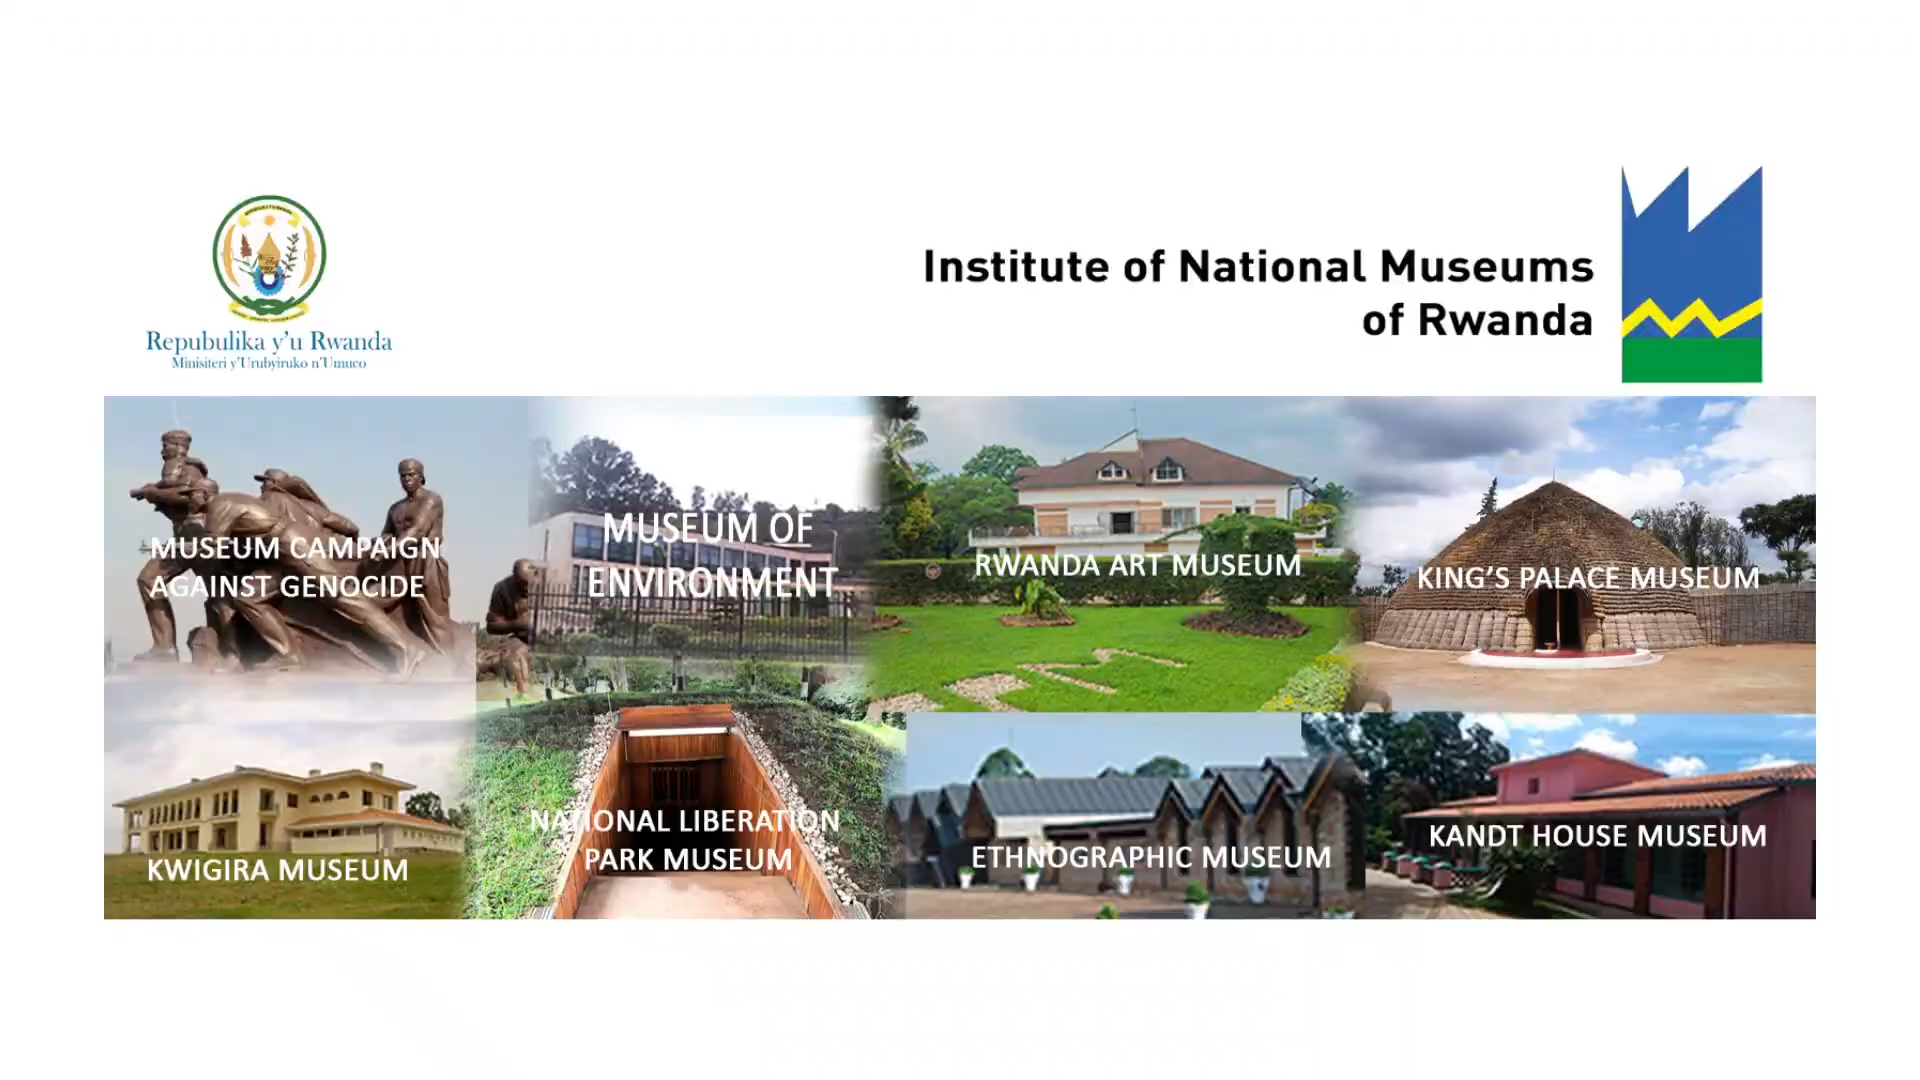 Repubulika y'u Rwanda
Minisiteri y'Urubyiruko n'Umuco
Institute of National Museums
of Rwanda
MUSEUM CAMPAIGN
AGAINST GENOCIDE
MUSEUM OF
ENVIRONMENT
RWANDA ART MUSEUM
KING'S PALACE MUSEUM
KWIGIRA MUSEUM
NATIONAL LIBERATION
PARK MUSEUM
ETHNOGRAPHIC MUSEUM
KANDT HOUSE MUSEUM